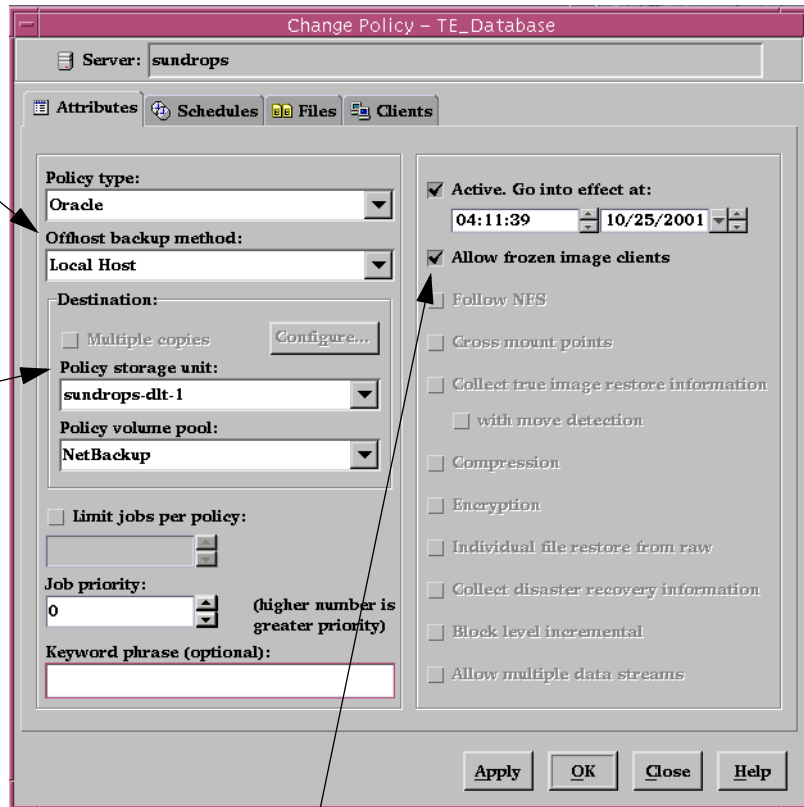 Change Policy – TE_Database
Server: sundrops
Attributes Schedules Files Clients
Policy type:
Oracle
Offhost backup method:
Local Host
Destination:
Multiple copies Configure...
Policy storage unit:
sundrops-dlt-1
Policy volume pool:
NetBackup
Limit jobs per policy:
Job priority:
0 (higher number is
greater priority)
Keyword phrase (optional):
Active. Go into effect at:
04:11:39 10/25/2001
Allow frozen image clients
Follow NFS
Cross mount points
Collect true image restore information
with move detection
Compression
Encryption
Individual file restore from raw
Collect disaster recovery information
Block level incremental
Allow multiple data streams
Apply OK Close Help